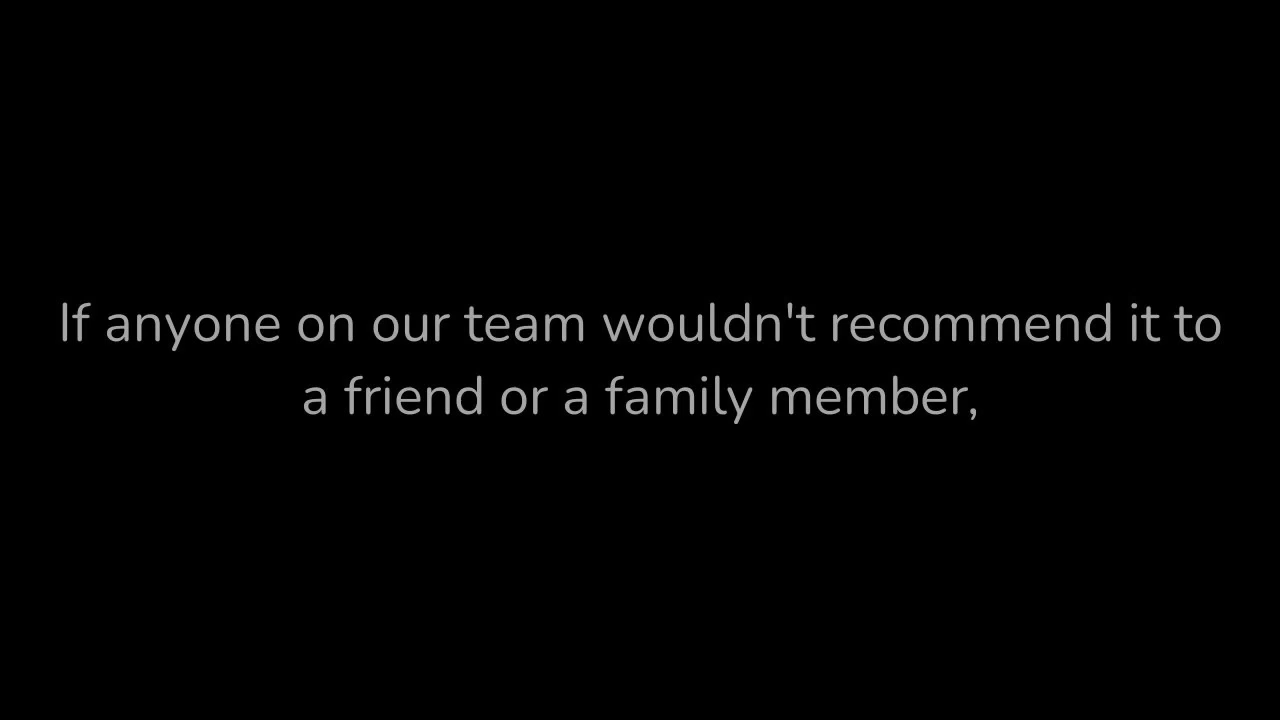 If anyone on our team wouldn't recommend it to
a friend or a family member,